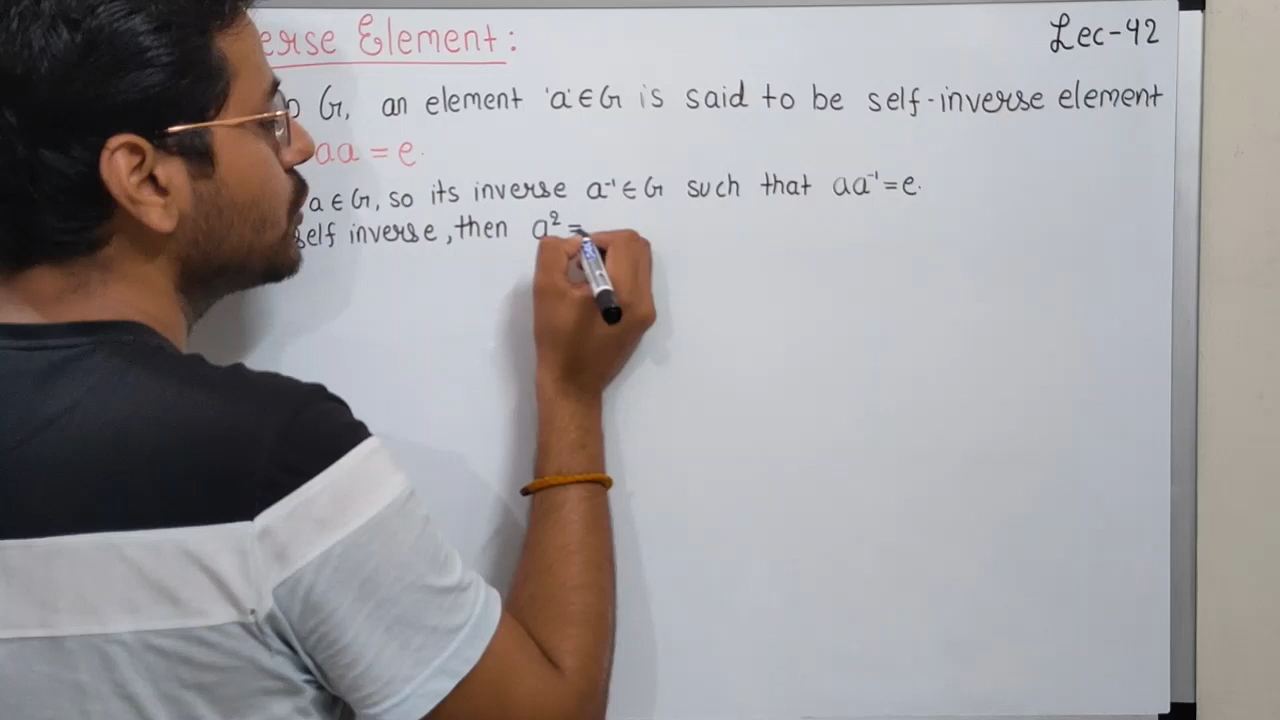 erse Element:
Lec-42
G, an element 'a' ∈ G is said to be self-inverse element
aa = e.
a ∈ G, so its inverse a⁻¹ ∈ G such that aa⁻¹ = e.
self inverse, then a² =